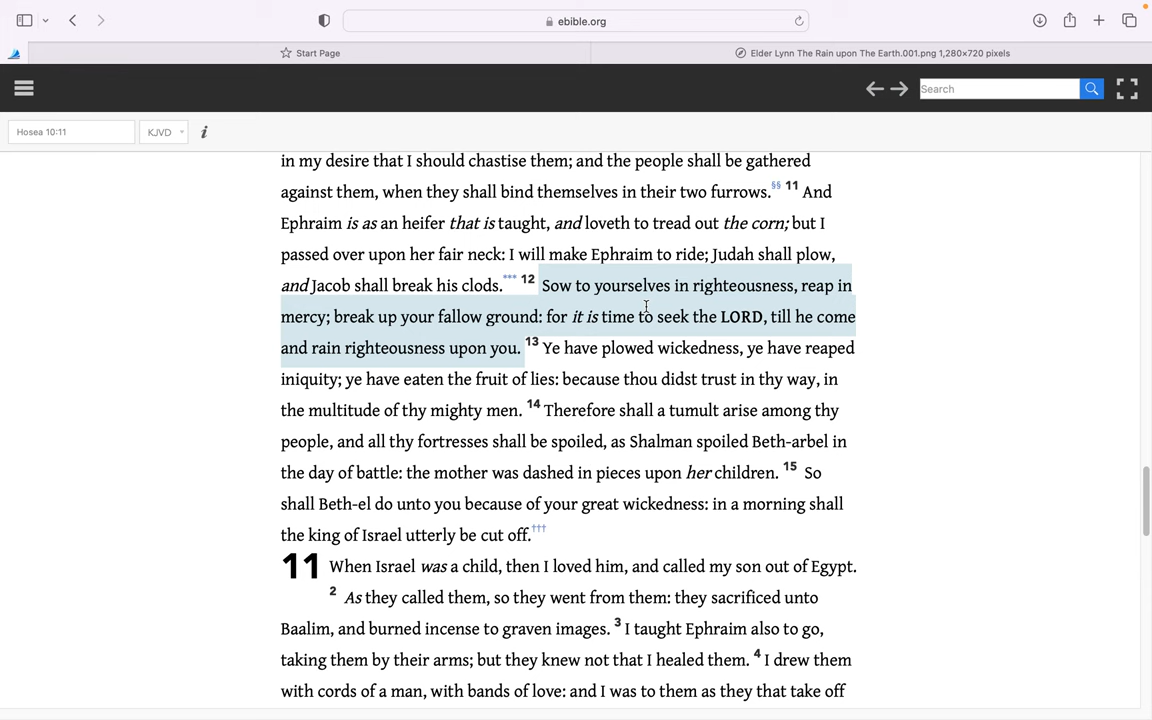 ebible.org
Start Page
Elder Lynn The Rain upon The Earth.001.png 1,280×720 pixels
Search
Hosea 10:11
KJVD
i
in my desire that I should chastise them; and the people shall be gathered
against them, when they shall bind themselves in their two furrows.§§ 11 And
Ephraim is as an heifer that is taught, and loveth to tread out the corn; but I
passed over upon her fair neck: I will make Ephraim to ride; Judah shall plow,
and Jacob shall break his clods.*** 12 Sow to yourselves in righteousness, reap in
mercy; break up your fallow ground: for it is time to seek the LORD, till he come
and rain righteousness upon you. 13 Ye have plowed wickedness, ye have reaped
iniquity; ye have eaten the fruit of lies: because thou didst trust in thy way, in
the multitude of thy mighty men. 14 Therefore shall a tumult arise among thy
people, and all thy fortresses shall be spoiled, as Shalman spoiled Beth-arbel in
the day of battle: the mother was dashed in pieces upon her children. 15 So
shall Beth-el do unto you because of your great wickedness: in a morning shall
the king of Israel utterly be cut off.†††
11 When Israel was a child, then I loved him, and called my son out of Egypt.
2 As they called them, so they went from them: they sacrificed unto
Baalim, and burned incense to graven images. 3 I taught Ephraim also to go,
taking them by their arms; but they knew not that I healed them. 4 I drew them
with cords of a man, with bands of love: and I was to them as they that take off